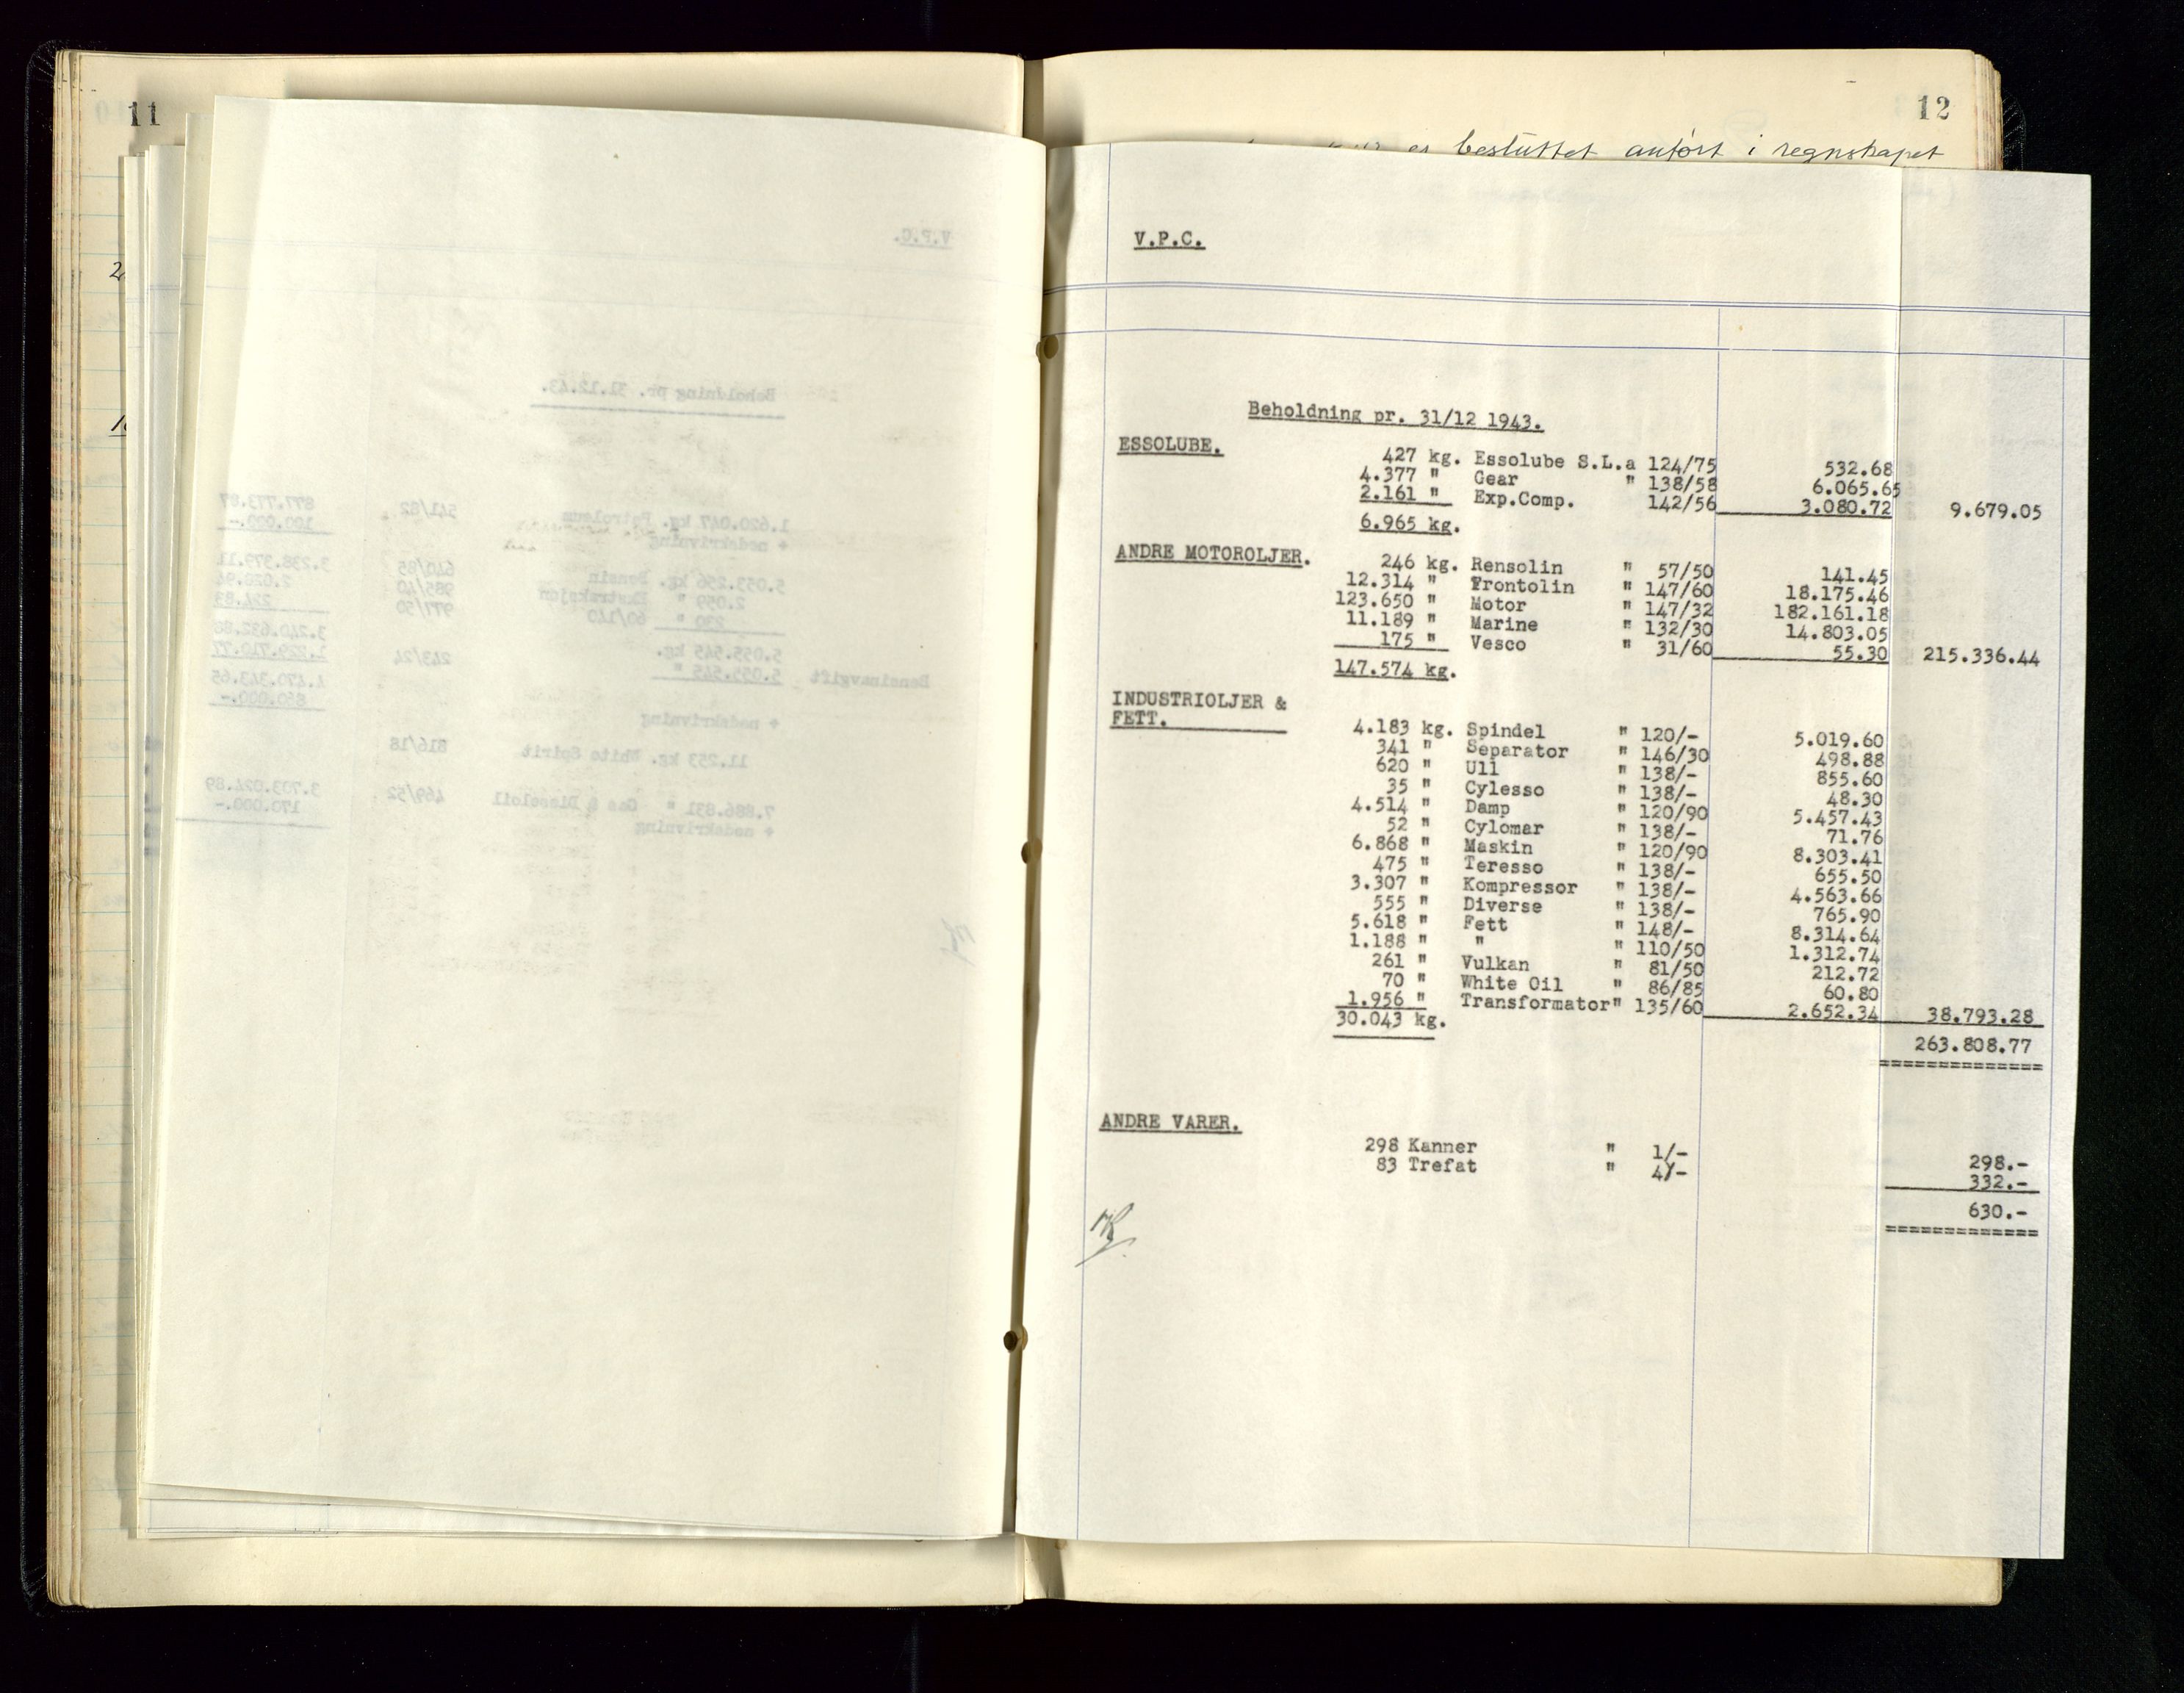 11
12
er besluttet anført i regnskapet
V.P.C.
Beholdning pr. 31/12 1943.
ESSOLUBE.
427 kg. Essolube S.L.a 124/75 532.68
4.377 " Gear " 138/58 6.065.65
2.161 " Exp.Comp. 142/56 3.080.72 9.679.05
6.965 kg.
ANDRE MOTOROLJER.
246 kg. Rensolin " 57/50 141.45
12.314 " Frontolin " 147/60 18.175.46
123.650 " Motor " 147/32 182.161.18
11.189 " Marine " 132/30 14.803.05
175 " Vesco " 31/60 55.30 215.336.44
147.574 kg.
INDUSTRIOLJER &
FETT.
4.183 kg. Spindel " 120/- 5.019.60
341 " Separator " 146/30 498.88
620 " Ull " 138/- 855.60
35 " Cylesso " 138/- 48.30
4.514 " Damp " 120/90 5.457.43
52 " Cylomar " 138/- 71.76
6.868 " Maskin " 120/90 8.303.41
475 " Teresso " 138/- 655.50
3.307 " Kompressor " 138/- 4.563.66
555 " Diverse " 138/- 765.90
5.618 " Fett " 148/- 8.314.64
1.188 " " " 110/50 1.312.74
261 " Vulkan " 81/50 212.72
70 " White Oil " 86/85 60.80
1.956 " Transformator " 135/60 2.652.34 38.793.28
30.043 kg.
263.808.77
ANDRE VARER.
298 Kanner " 1/- 298.-
83 Trefat " 4/- 332.-
630.-